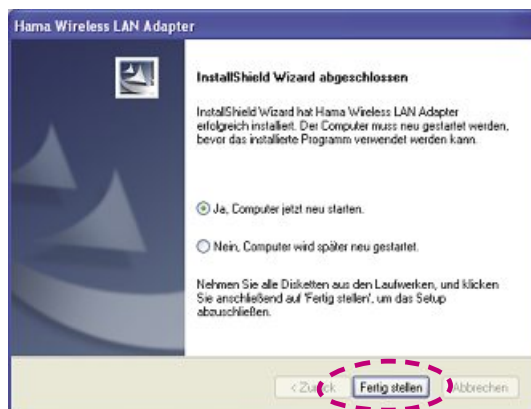 Hama Wireless LAN Adapter
InstallShield Wizard abgeschlossen
InstallShield Wizard hat Hama Wireless LAN Adapter
erfolgreich installiert. Der Computer muss neu gestartet werden,
bevor das installierte Programm verwendet werden kann.
Ja, Computer jetzt neu starten.
Nein, Computer wird später neu gestartet.
Nehmen Sie alle Disketten aus den Laufwerken, und klicken
Sie anschließend auf 'Fertig stellen', um das Setup
abzuschließen.
< Zurück Fertig stellen Abbrechen